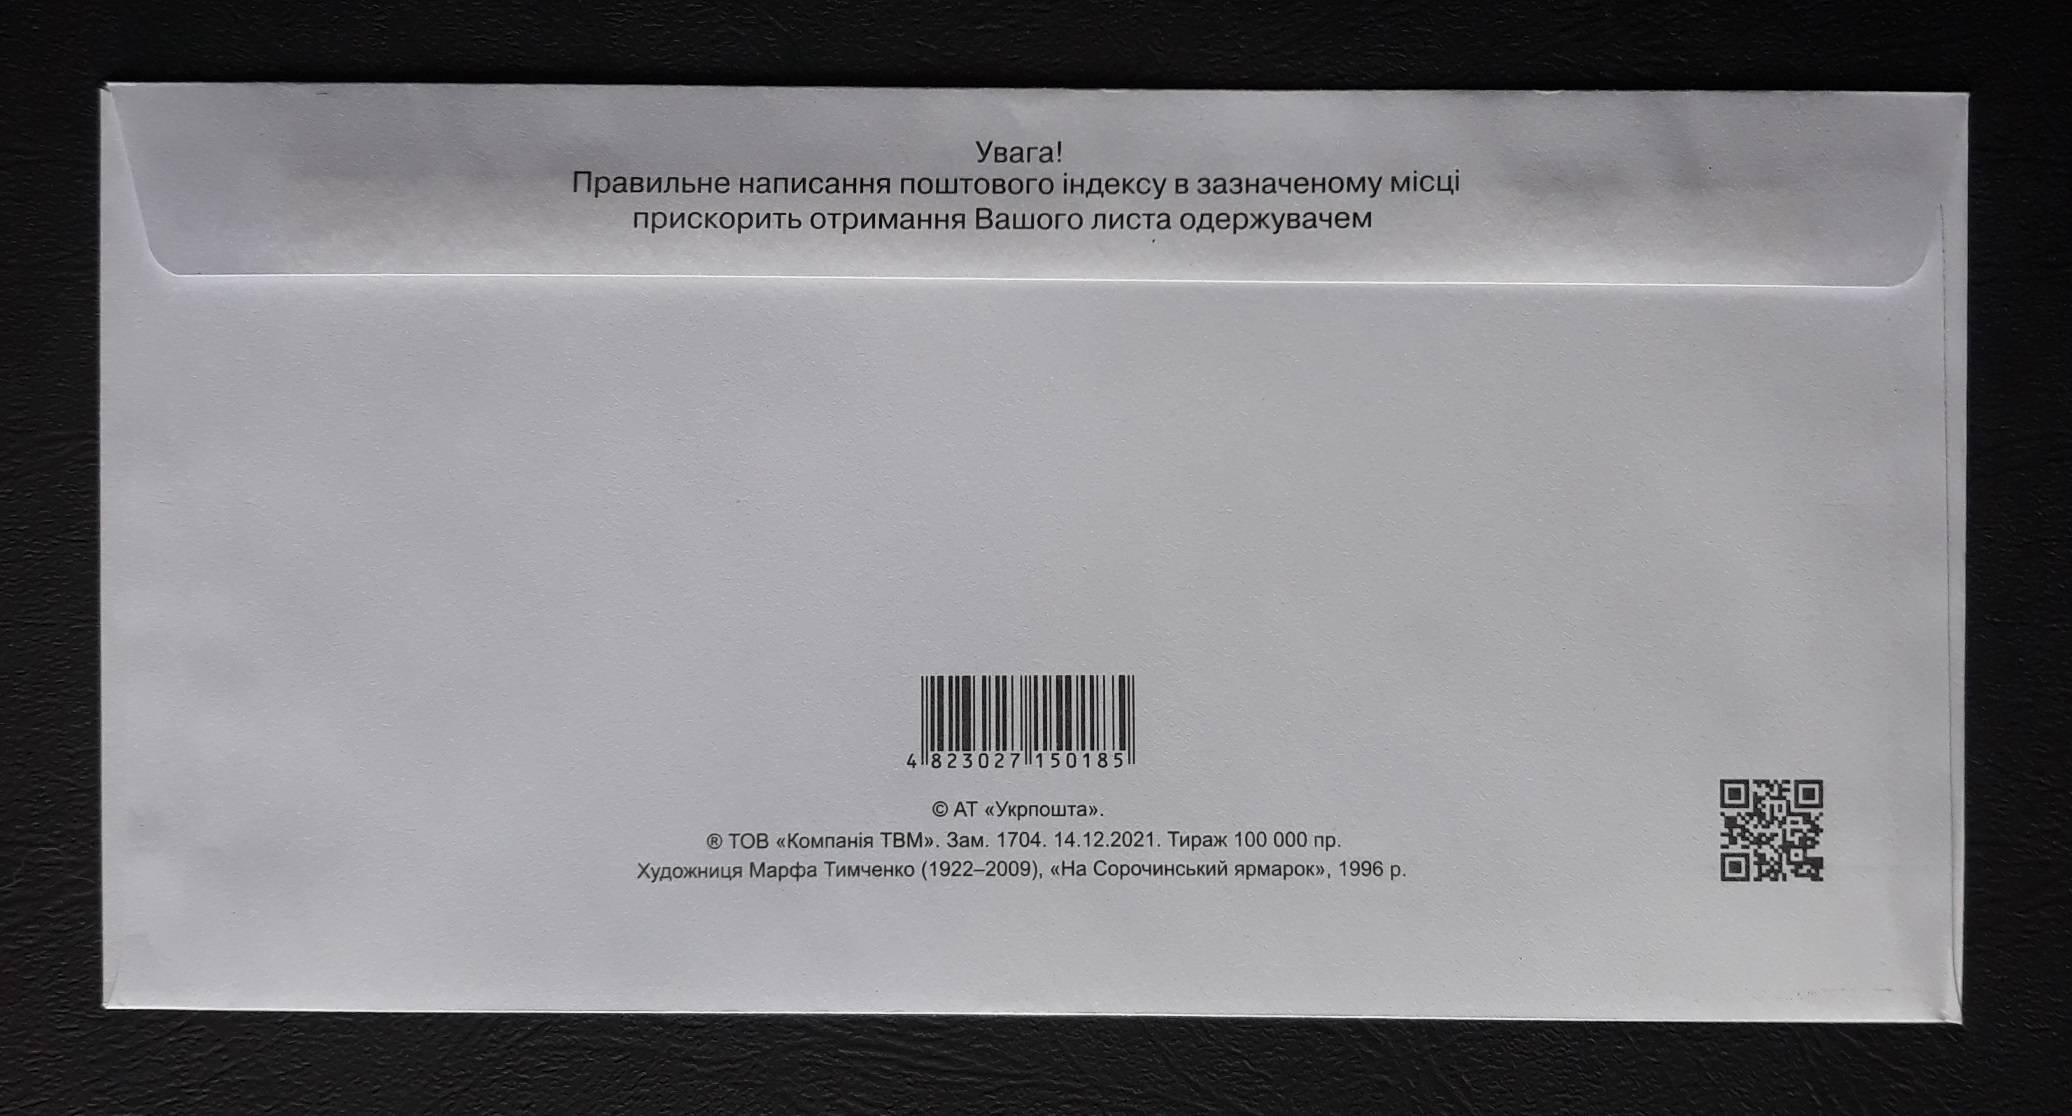 Увага!
Правильне написання поштового індексу в зазначеному місці
прискорить отримання Вашого листа одержувачем
4 823027 150185
© АТ «Укрпошта».
® ТОВ «Компанія ТВМ». Зам. 1704. 14.12.2021. Тираж 100 000 пр.
Художниця Марфа Тимченко (1922–2009), «На Сорочинський ярмарок», 1996 р.